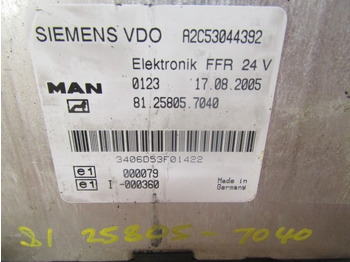 SIEMENS VDO A2C53044392
Elektronik FFR 24 V
MAN 0123 17.08.2005
81.25805.7040
3406D53F01422
e1 000079
e1 I -000360
Made in
Germany
81 25805-7040